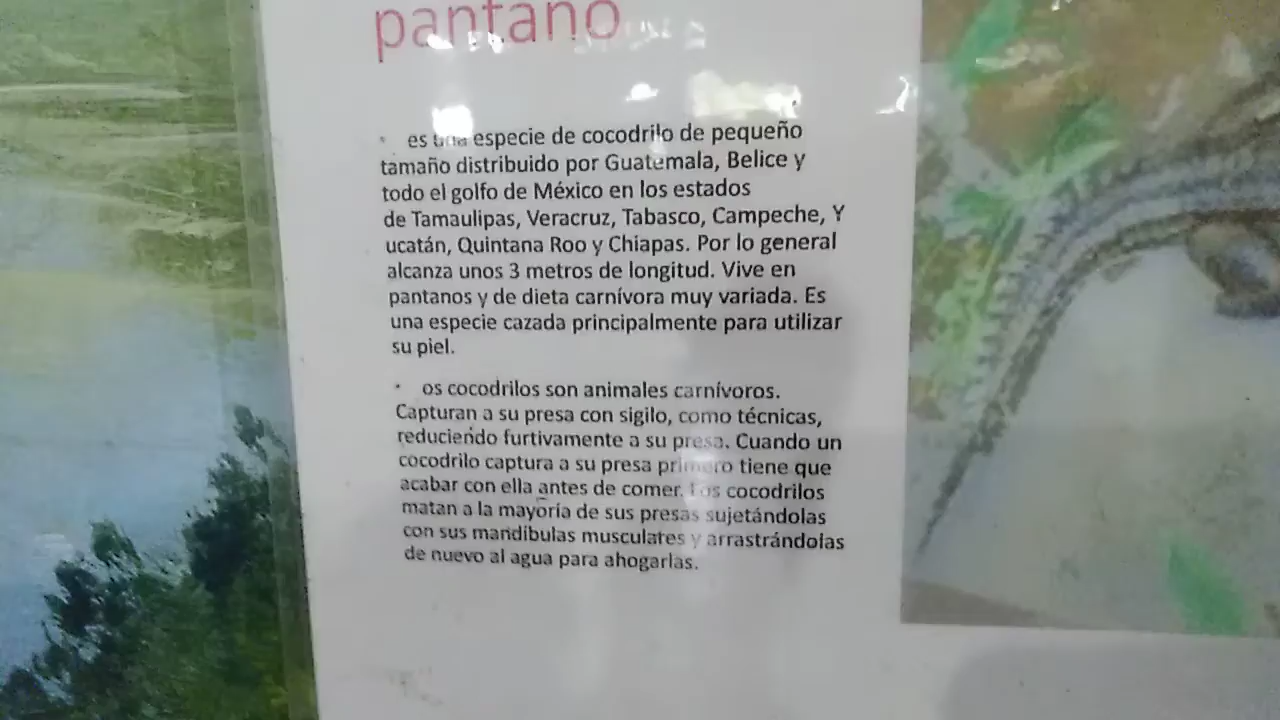 pantano
• es una especie de cocodrilo de pequeño
tamaño distribuido por Guatemala, Belice y
todo el golfo de México en los estados
de Tamaulipas, Veracruz, Tabasco, Campeche, Y
ucatán, Quintana Roo y Chiapas. Por lo general
alcanza unos 3 metros de longitud. Vive en
pantanos y de dieta carnívora muy variada. Es
una especie cazada principalmente para utilizar
su piel.
• os cocodrilos son animales carnívoros.
Capturan a su presa con sigilo, como técnicas,
reduciendo furtivamente a su presa. Cuando un
cocodrilo captura a su presa primero tiene que
acabar con ella antes de comer. Los cocodrilos
matan a la mayoría de sus presas sujetándolas
con sus mandíbulas musculares y arrastrándolas
de nuevo al agua para ahogarlas.